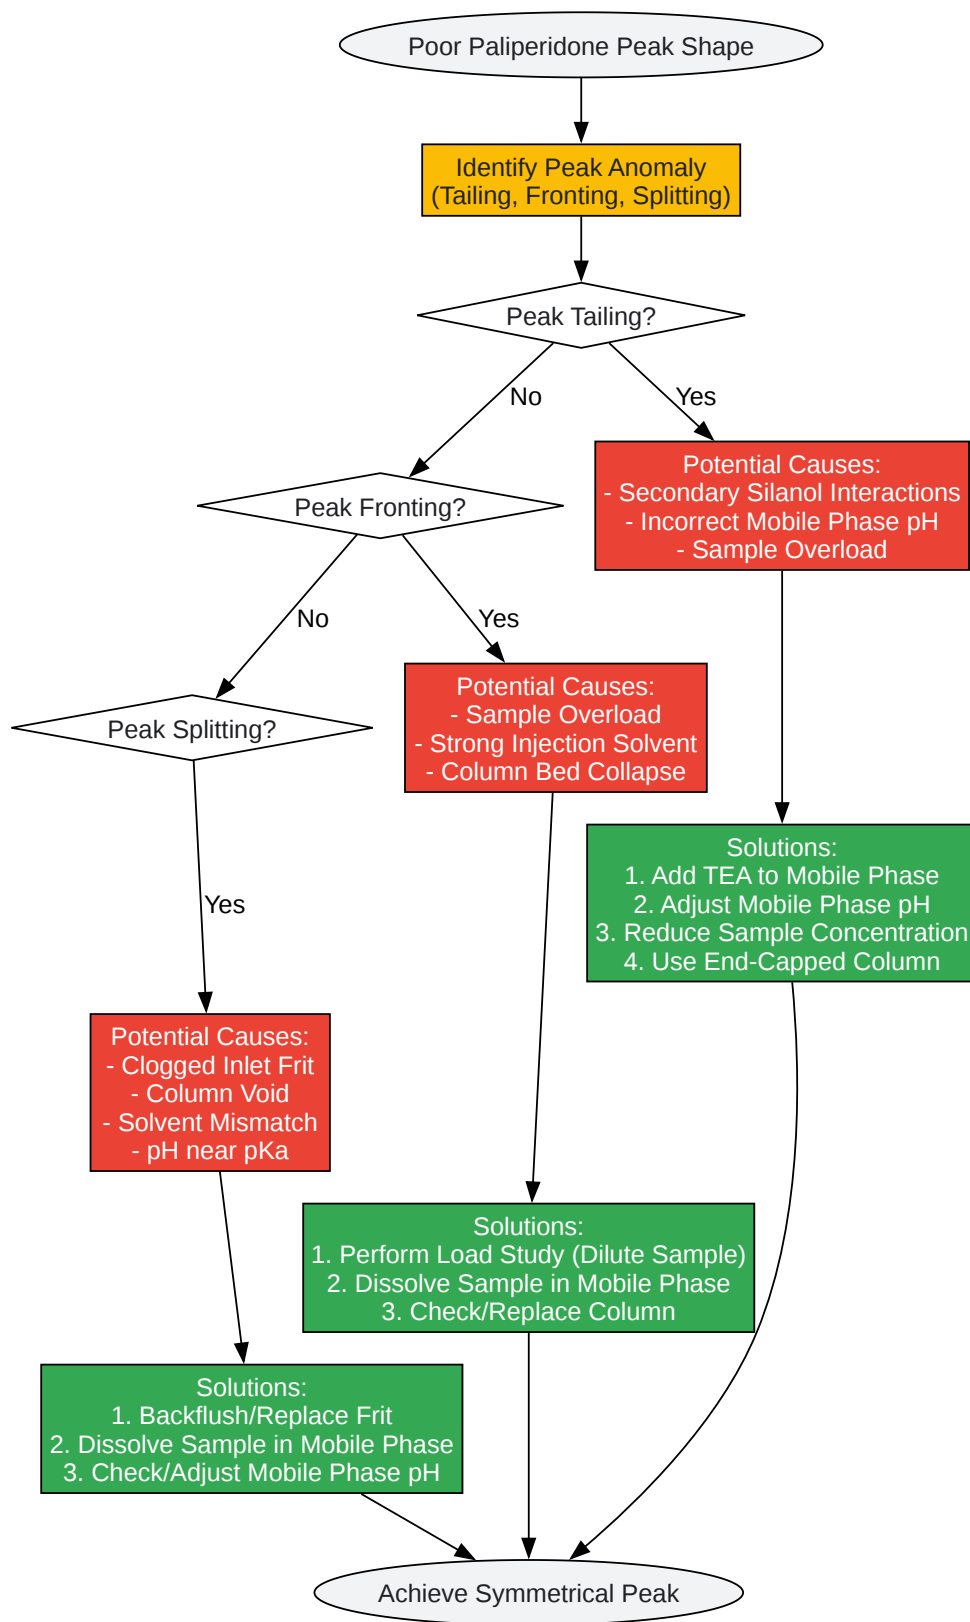 Poor Paliperidone Peak Shape
Identify Peak Anomaly
(Tailing, Fronting, Splitting)
Peak Tailing?
No
Yes
Potential Causes:
- Secondary Silanol Interactions
- Incorrect Mobile Phase pH
- Sample Overload
Peak Fronting?
No
Yes
Potential Causes:
- Sample Overload
- Strong Injection Solvent
- Column Bed Collapse
Peak Splitting?
Solutions:
1. Add TEA to Mobile Phase
2. Adjust Mobile Phase pH
3. Reduce Sample Concentration
4. Use End-Capped Column
Yes
Potential Causes:
- Clogged Inlet Frit
- Column Void
- Solvent Mismatch
- pH near pKa
Solutions:
1. Perform Load Study (Dilute Sample)
2. Dissolve Sample in Mobile Phase
3. Check/Replace Column
Solutions:
1. Backflush/Replace Frit
2. Dissolve Sample in Mobile Phase
3. Check/Adjust Mobile Phase pH
Achieve Symmetrical Peak